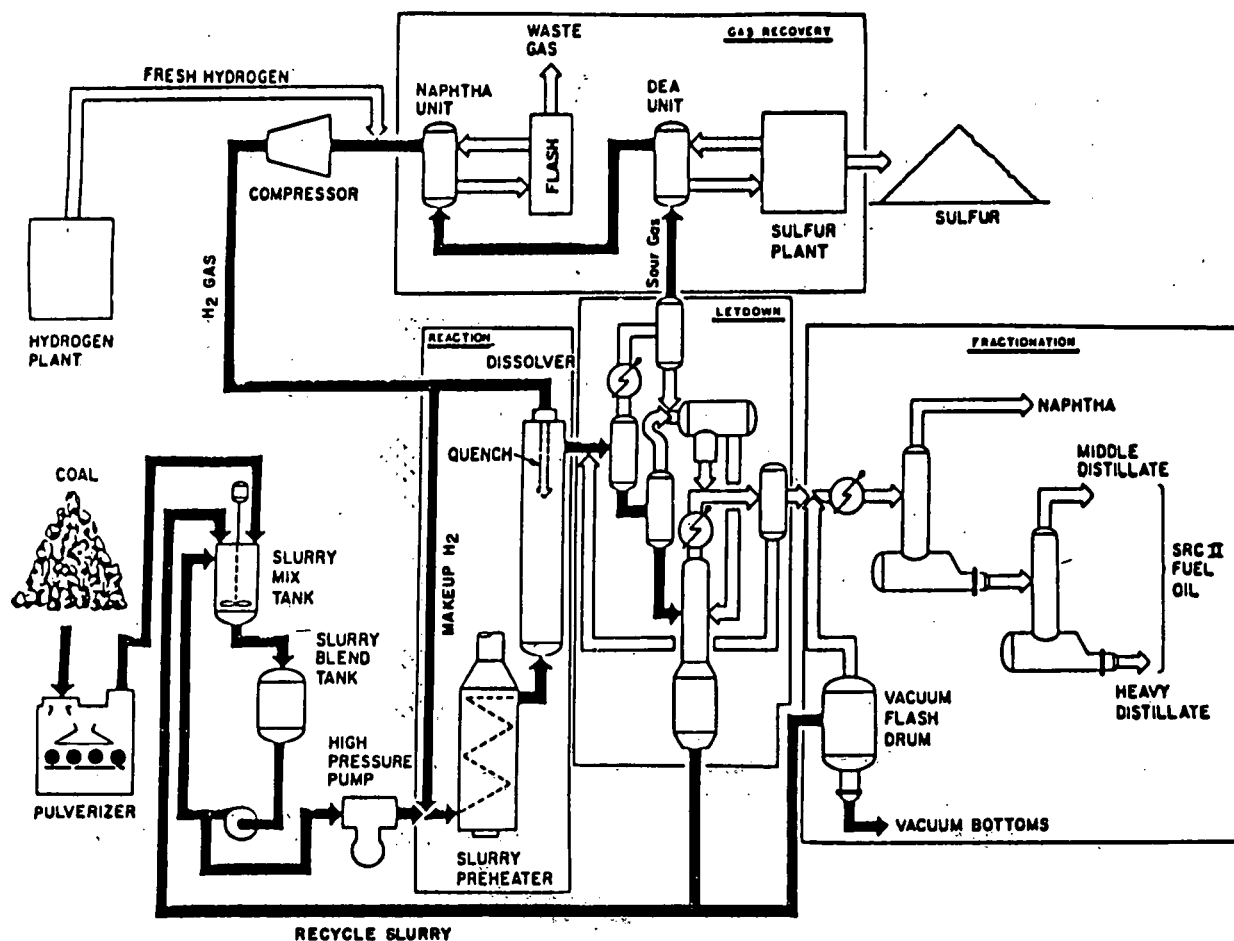 WASTE
GAS
GAS RECOVERY
FRESH HYDROGEN
NAPHTHA
UNIT
DEA
UNIT
FLASH
COMPRESSOR
SULFUR
PLANT
SULFUR
H2 GAS
Sour Gas
HYDROGEN
PLANT
REACTION
DISSOLVER
LETDOWN
FRACTIONATION
NAPHTHA
QUENCH
MIDDLE
DISTILLATE
COAL
SLURRY
MIX
TANK
MAKEUP H2
SRC II
FUEL
OIL
SLURRY
BLEND
TANK
HEAVY
DISTILLATE
VACUUM
FLASH
DRUM
HIGH
PRESSURE
PUMP
PULVERIZER
VACUUM BOTTOMS
SLURRY
PREHEATER
RECYCLE SLURRY